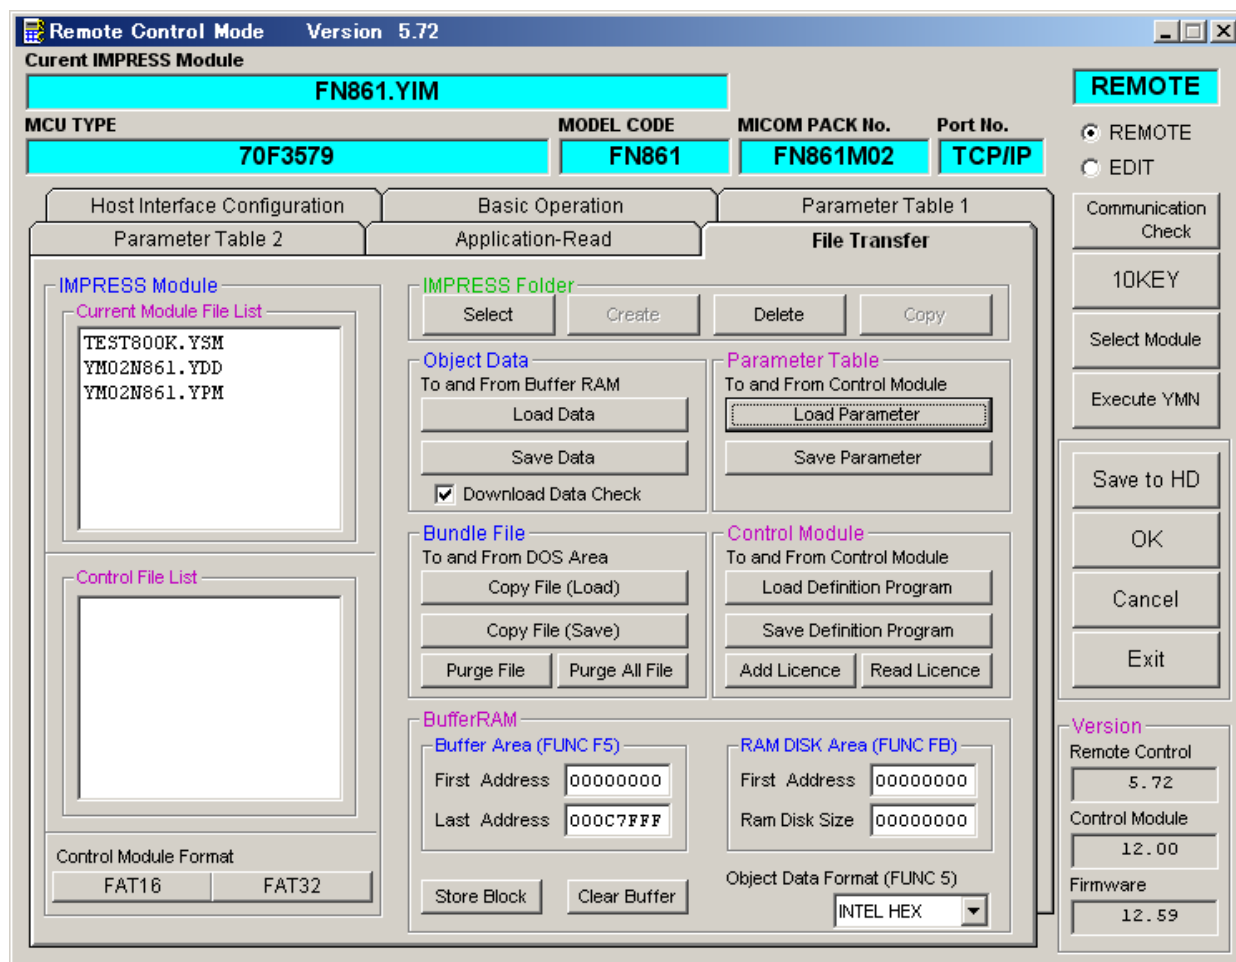 Remote Control Mode Version 5.72
Curent IMPRESS Module
FN861.YIM
MCU TYPE
MODEL CODE
MICOM PACK No.
Port No.
70F3579
FN861
FN861M02
TCP/IP
REMOTE
REMOTE
EDIT
Host Interface Configuration
Basic Operation
Parameter Table 1
Parameter Table 2
Application-Read
File Transfer
IMPRESS Module
Current Module File List
TEST800K.YSM
YM02N861.YDD
YM02N861.YPM
Control File List
Control Module Format
FAT16
FAT32
IMPRESS Folder
Select
Create
Delete
Copy
Object Data
To and From Buffer RAM
Load Data
Save Data
Download Data Check
Parameter Table
To and From Control Module
Load Parameter
Save Parameter
Bundle File
To and From DOS Area
Copy File (Load)
Copy File (Save)
Purge File
Purge All File
Control Module
To and From Control Module
Load Definition Program
Save Definition Program
Add Licence
Read Licence
BufferRAM
Buffer Area (FUNC F5)
First Address 00000000
Last Address 000C7FFF
RAM DISK Area (FUNC FB)
First Address 00000000
Ram Disk Size 00000000
Store Block
Clear Buffer
Object Data Format (FUNC 5)
INTEL HEX
Communication
Check
10KEY
Select Module
Execute YMN
Save to HD
OK
Cancel
Exit
Version
Remote Control
5.72
Control Module
12.00
Firmware
12.59